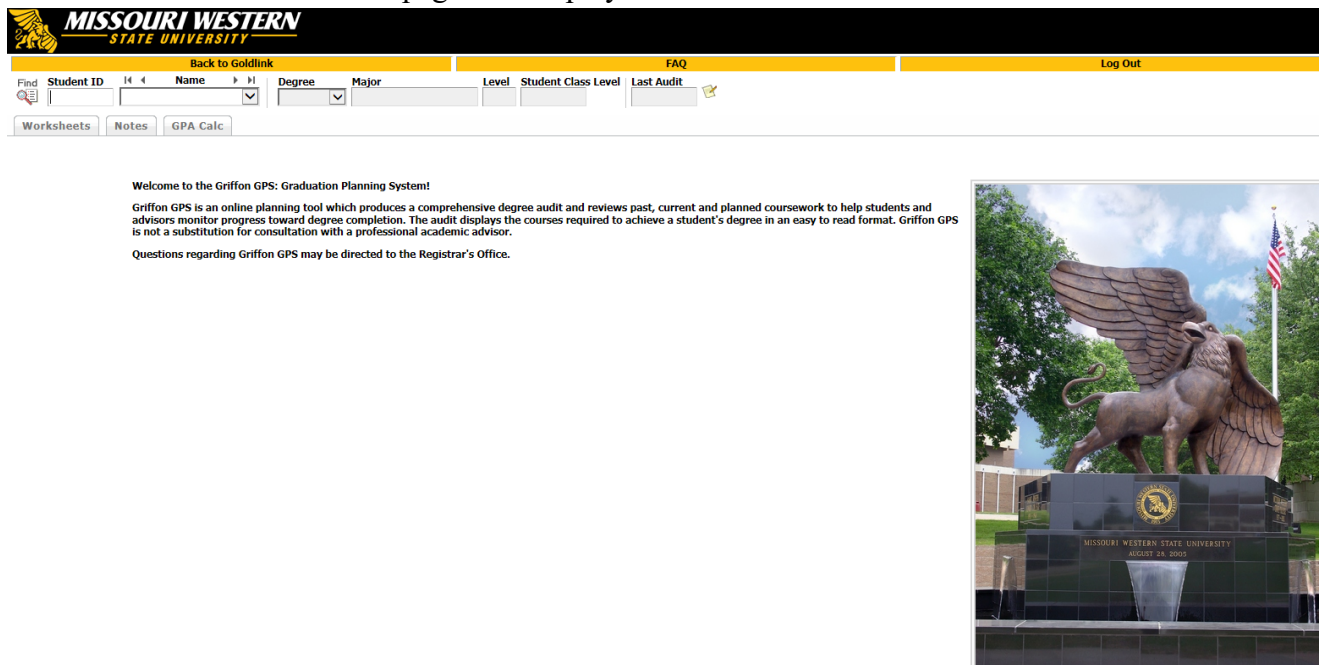 MISSOURI WESTERN
STATE UNIVERSITY
Back to Goldlink FAQ Log Out
Find Student ID Name Degree Major Level Student Class Level Last Audit
Worksheets Notes GPA Calc
Welcome to the Griffon GPS: Graduation Planning System!
Griffon GPS is an online planning tool which produces a comprehensive degree audit and reviews past, current and planned coursework to help students and
advisors monitor progress toward degree completion. The audit displays the courses required to achieve a student's degree in an easy to read format. Griffon GPS
is not a substitution for consultation with a professional academic advisor.
Questions regarding Griffon GPS may be directed to the Registrar's Office.
MISSOURI WESTERN STATE UNIVERSITY
AUGUST 29, 2005